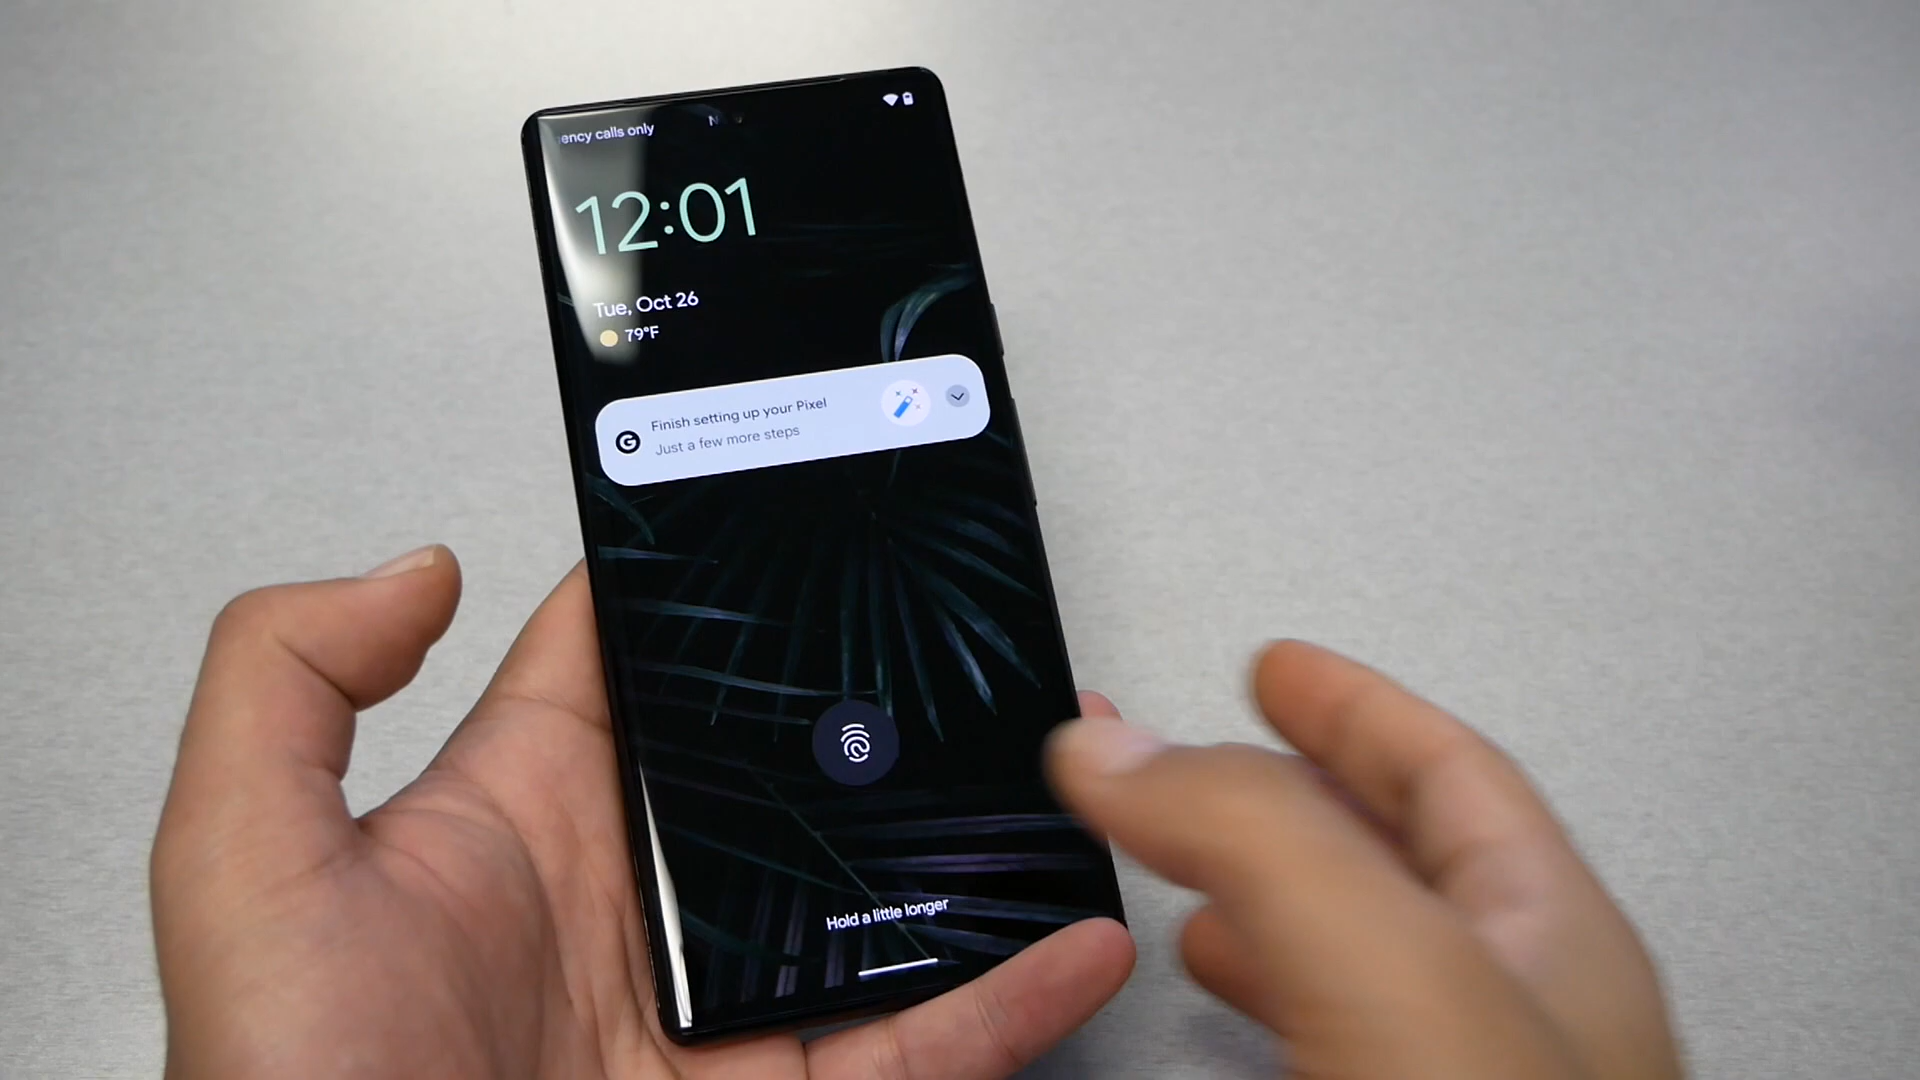 ency calls only
N
12:01
Tue, Oct 26
79°F
Finish setting up your Pixel
Just a few more steps
Hold a little longer